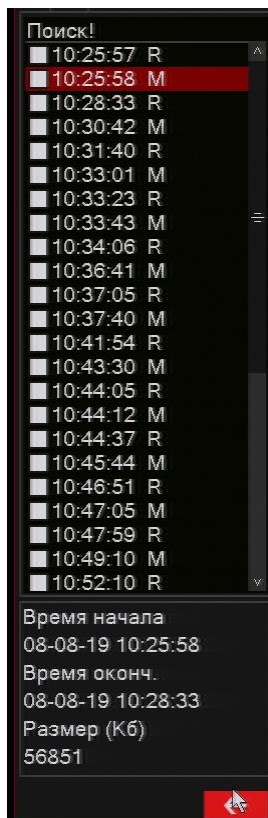 Поиск!
10:25:57 R
10:25:58 M
10:28:33 R
10:30:42 M
10:31:40 R
10:33:01 M
10:33:23 R
10:33:43 M
10:34:06 R
10:36:41 M
10:37:05 R
10:37:40 M
10:41:54 R
10:43:30 M
10:44:05 R
10:44:12 M
10:44:37 R
10:45:44 M
10:46:51 R
10:47:05 M
10:47:59 R
10:49:10 M
10:52:10 R
Время начала
08-08-19 10:25:58
Время оконч.
08-08-19 10:28:33
Размер (Кб)
56851